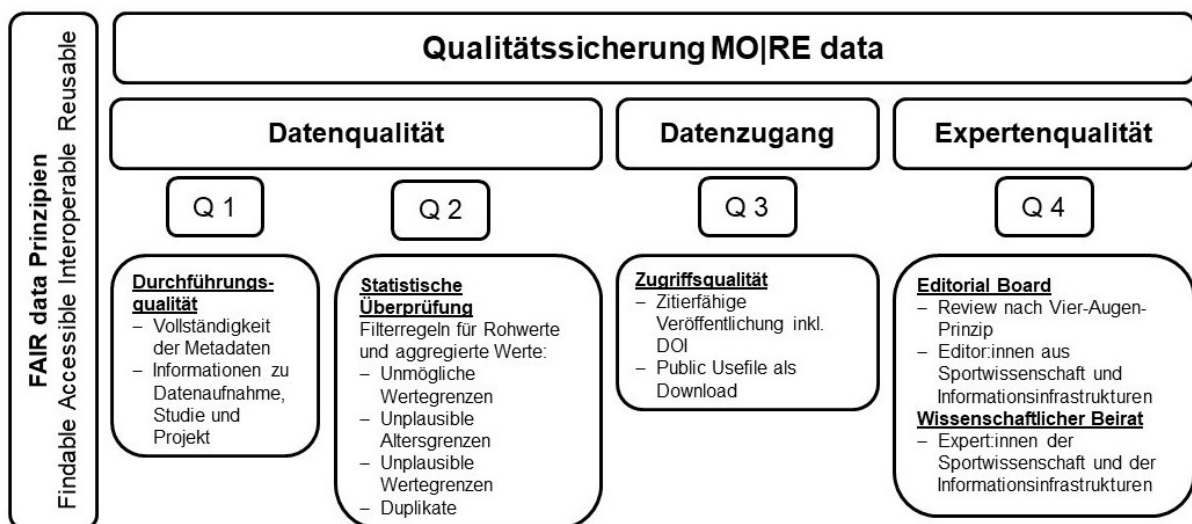 FAIR data Prinzipien
Findable Accessible Interoperable Reusable
Qualitätssicherung MO|RE data
Datenqualität
Datenzugang
Expertenqualität
Q 1
Q 2
Q 3
Q 4
Durchführungs-
qualität
– Vollständigkeit
der Metadaten
– Informationen zu
Datenaufnahme,
Studie und
Projekt
Statistische
Überprüfung
Filterregeln für Rohwerte
und aggregierte Werte:
– Unmögliche
Wertegrenzen
– Unplausible
Altersgrenzen
– Unplausible
Wertegrenzen
– Duplikate
Zugriffsqualität
– Zitierfähige
Veröffentlichung inkl.
DOI
– Public Usefile als
Download
Editorial Board
– Review nach Vier-Augen-
Prinzip
– Editor:innen aus
Sportwissenschaft und
Informationsinfrastrukturen
Wissenschaftlicher Beirat
– Expert:innen der
Sportwissenschaft und der
Informationsinfrastrukturen